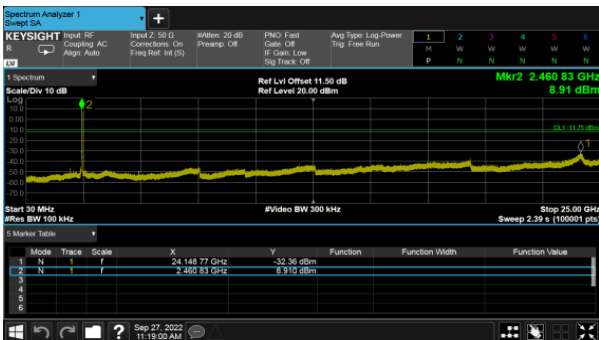 Spectrum Analyzer 1
Swept SA
+
KEYSIGHT Input: RF Input Z: 50 Ω #Atten: 20 dB PNO: Fast Avg Type: Log-Power 1 2 3 4 5 6
R Coupling: AC Corrections: On Preamp: Off Gate: Off Trig: Free Run M W W W W W
Align: Auto Freq Ref: Int (S) IF Gain: Low P N N N N N
Sig Track: Off
1 Spectrum
Ref Lvl Offset 11.50 dB Mkr2 2.460 83 GHz
Scale/Div 10 dB Ref Level 20.00 dBm 8.91 dBm
Log
10.0
0.00
-10.0
-20.0
-30.0
-40.0
-50.0
-60.0
-70.0
2
DL1 -11.75 dBm
1
Start 30 MHz #Video BW 300 kHz Stop 25.00 GHz
#Res BW 100 kHz Sweep 2.39 s (100001 pts)
5 Marker Table
Mode Trace Scale X Y Function Function Width Function Value
1 N 1 f 24.148 77 GHz -32.36 dBm
2 N 1 f 2.460 83 GHz 8.910 dBm
3
4
5
6
? Sep 27, 2022
11:19:00 AM